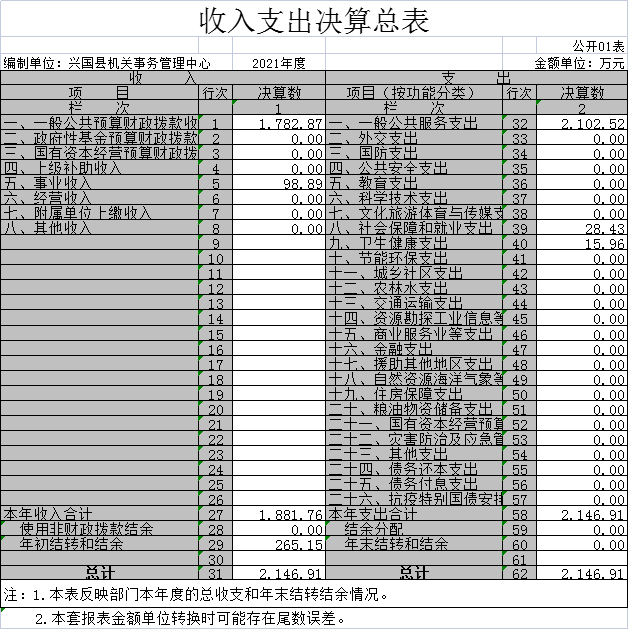 收入支出决算总表
公开01表
编制单位：兴国县机关事务管理中心 2021年度 金额单位：万元
收 入 支 出
项 目 行次 决算数 项目（按功能分类） 行次 决算数
栏 次 1 栏 次 2
一、一般公共预算财政拨款收 1 1,782.87 一、一般公共服务支出 32 2,102.52
二、政府性基金预算财政拨款 2 0.00 二、外交支出 33 0.00
三、国有资本经营预算财政拨 3 0.00 三、国防支出 34 0.00
四、上级补助收入 4 0.00 四、公共安全支出 35 0.00
五、事业收入 5 98.89 五、教育支出 36 0.00
六、经营收入 6 0.00 六、科学技术支出 37 0.00
七、附属单位上缴收入 7 0.00 七、文化旅游体育与传媒支 38 0.00
八、其他收入 8 0.00 八、社会保障和就业支出 39 28.43
9 九、卫生健康支出 40 15.96
10 十、节能环保支出 41 0.00
11 十一、城乡社区支出 42 0.00
12 十二、农林水支出 43 0.00
13 十三、交通运输支出 44 0.00
14 十四、资源勘探工业信息等 45 0.00
15 十五、商业服务业等支出 46 0.00
16 十六、金融支出 47 0.00
17 十七、援助其他地区支出 48 0.00
18 十八、自然资源海洋气象等 49 0.00
19 十九、住房保障支出 50 0.00
20 二十、粮油物资储备支出 51 0.00
21 二十一、国有资本经营预算 52 0.00
22 二十二、灾害防治及应急管 53 0.00
23 二十三、其他支出 54 0.00
24 二十四、债务还本支出 55 0.00
25 二十五、债务付息支出 56 0.00
26 二十六、抗疫特别国债安排 57 0.00
本年收入合计 27 1,881.76 本年支出合计 58 2,146.91
使用非财政拨款结余 28 0.00 结余分配 59 0.00
年初结转和结余 29 265.15 年末结转和结余 60 0.00
30 61
总计 31 2,146.91 总计 62 2,146.91
注：1.本表反映部门本年度的总收支和年末结转结余情况。
2.本套报表金额单位转换时可能存在尾数误差。